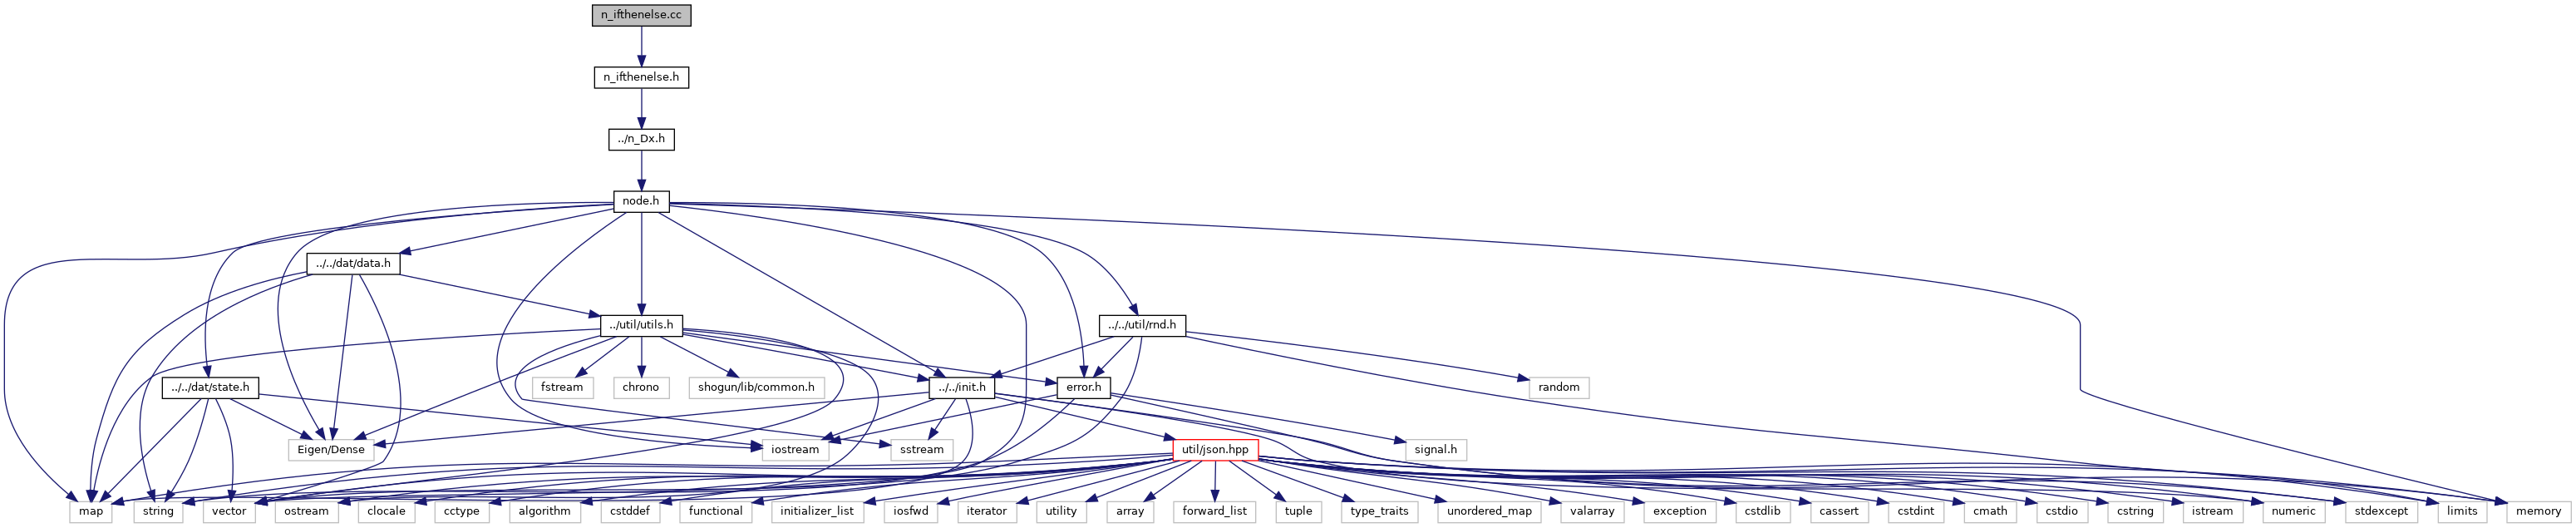 n_ifthenelse.cc
n_ifthenelse.h
../n_Dx.h
node.h
../../dat/data.h
../util/utils.h
../../util/rnd.h
../../dat/state.h
fstream
chrono
shogun/lib/common.h
../../init.h
error.h
random
Eigen/Dense
iostream
sstream
util/json.hpp
signal.h
map
string
vector
ostream
clocale
cctype
algorithm
cstddef
functional
initializer_list
iosfwd
iterator
utility
array
forward_list
tuple
type_traits
unordered_map
valarray
exception
cstdlib
cassert
cstdint
cmath
cstdio
cstring
istream
numeric
stdexcept
limits
memory